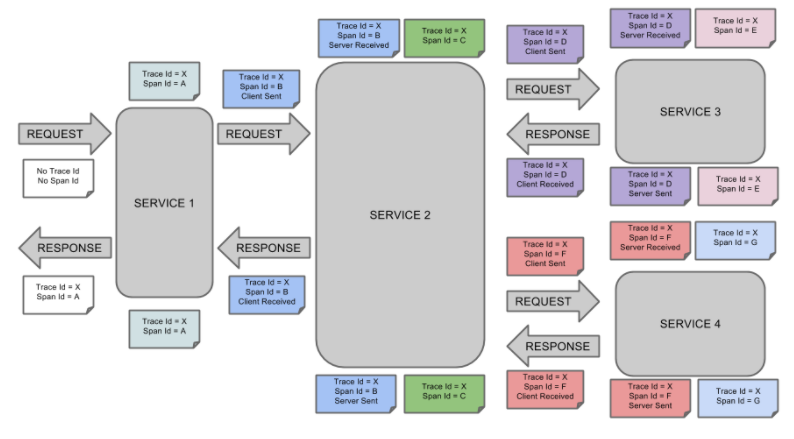 Trace Id = X
Span Id = A
REQUEST
No Trace Id
No Span Id
SERVICE 1
RESPONSE
Trace Id = X
Span Id = A
Trace Id = X
Span Id = A
Trace Id = X
Span Id = B
Client Sent
REQUEST
RESPONSE
Trace Id = X
Span Id = B
Client Received
Trace Id = X
Span Id = B
Server Received
Trace Id = X
Span Id = C
SERVICE 2
Trace Id = X
Span Id = B
Server Sent
Trace Id = X
Span Id = C
Trace Id = X
Span Id = D
Client Sent
REQUEST
RESPONSE
Trace Id = X
Span Id = D
Client Received
Trace Id = X
Span Id = D
Server Received
Trace Id = X
Span Id = E
SERVICE 3
Trace Id = X
Span Id = D
Server Sent
Trace Id = X
Span Id = E
Trace Id = X
Span Id = F
Client Sent
REQUEST
RESPONSE
Trace Id = X
Span Id = F
Client Received
Trace Id = X
Span Id = F
Server Received
Trace Id = X
Span Id = G
SERVICE 4
Trace Id = X
Span Id = F
Server Sent
Trace Id = X
Span Id = G